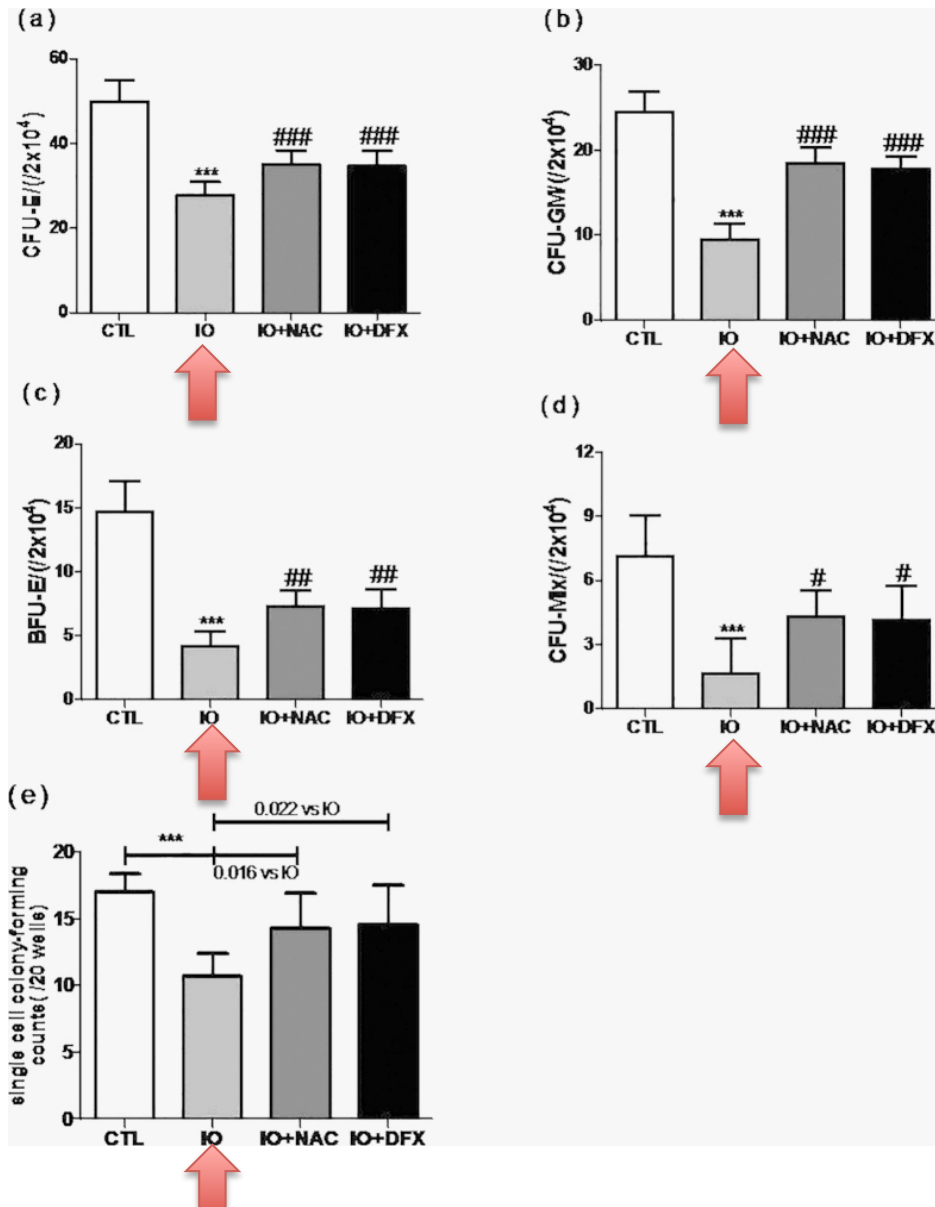 (a)
60
40
20
0
CFU-E/(/2x10⁴)
***
###
###
CTL IO IO+NAC IO+DFX
(b)
30
20
10
0
CFU-GM/(/2x10⁴)
***
###
###
CTL IO IO+NAC IO+DFX
(c)
20
15
10
5
0
BFU-E/(/2x10⁴)
***
##
##
CTL IO IO+NAC IO+DFX
(d)
12
9
6
3
0
CFU-Mix/(/2x10⁴)
***
#
#
CTL IO IO+NAC IO+DFX
(e)
0.022 vs IO
***
0.016 vs IO
20
15
10
5
0
single cell colony-forming
counts(/20 wells)
CTL IO IO+NAC IO+DFX